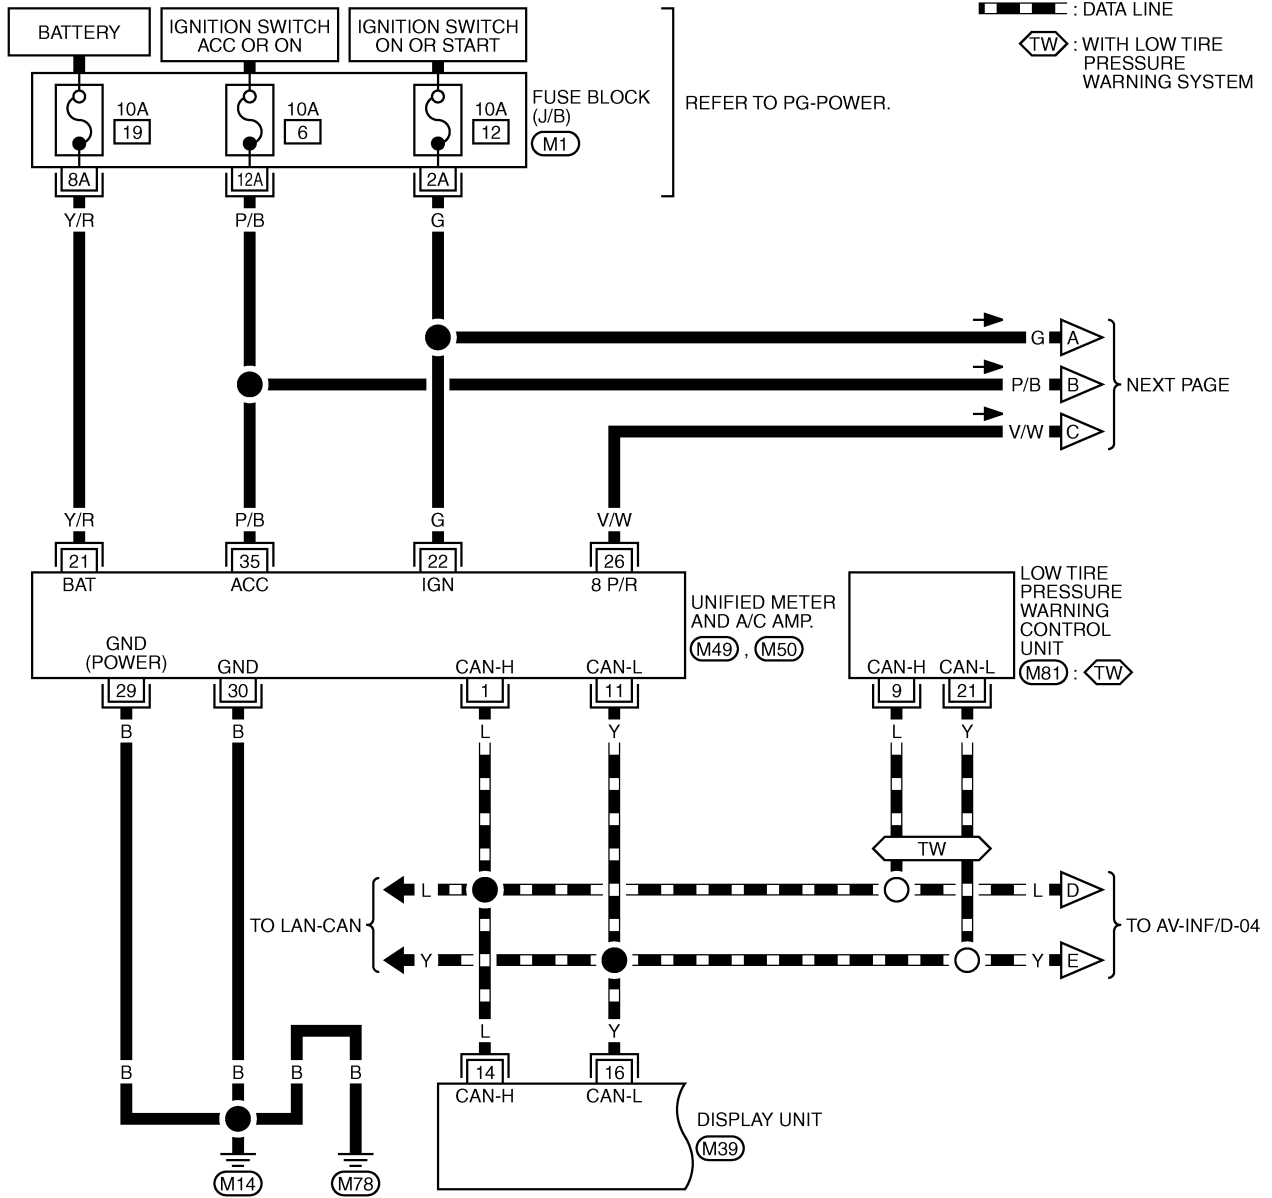 BATTERY
IGNITION SWITCH
ACC OR ON
IGNITION SWITCH
ON OR START
: DATA LINE
TW : WITH LOW TIRE
PRESSURE
WARNING SYSTEM
10A
19
10A
6
10A
12
FUSE BLOCK
(J/B)
M1
REFER TO PG-POWER.
8A 12A 2A
Y/R P/B G
G A
P/B B
V/W C
NEXT PAGE
Y/R P/B G V/W
21 35 22 26
BAT ACC IGN 8 P/R
UNIFIED METER
AND A/C AMP.
M49 , M50
GND
(POWER)
GND
CAN-H
CAN-L
29 30 1 11
LOW TIRE
PRESSURE
WARNING
CONTROL
UNIT
M81 : TW
CAN-H CAN-L
9 21
B B L Y L Y
TW
TO LAN-CAN
L L D
Y Y E
TO AV-INF/D-04
L Y
B B B B
14 16
CAN-H CAN-L
DISPLAY UNIT
M39
M14 M78